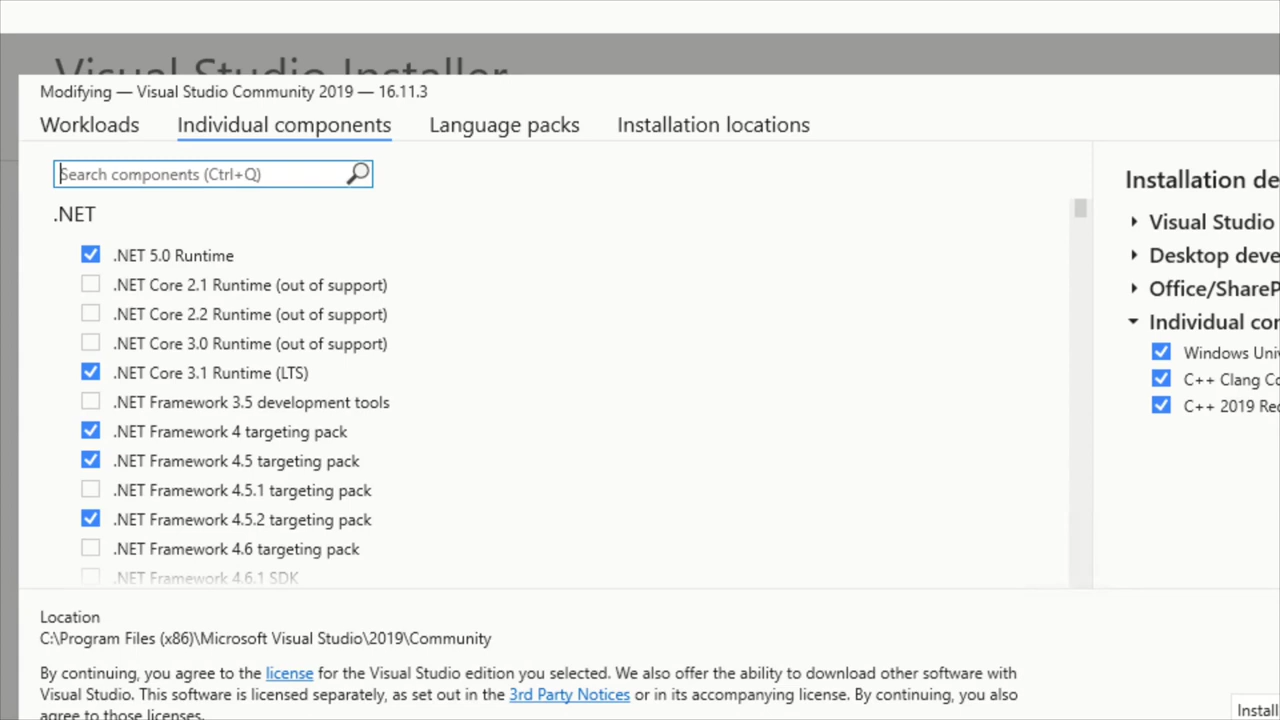 Visual Studio Installer
Modifying — Visual Studio Community 2019 — 16.11.3
Workloads
Individual components
Language packs
Installation locations
Search components (Ctrl+Q)
.NET
.NET 5.0 Runtime
.NET Core 2.1 Runtime (out of support)
.NET Core 2.2 Runtime (out of support)
.NET Core 3.0 Runtime (out of support)
.NET Core 3.1 Runtime (LTS)
.NET Framework 3.5 development tools
.NET Framework 4 targeting pack
.NET Framework 4.5 targeting pack
.NET Framework 4.5.1 targeting pack
.NET Framework 4.5.2 targeting pack
.NET Framework 4.6 targeting pack
.NET Framework 4.6.1 SDK
Installation de
Visual Studio
Desktop deve
Office/ShareP
Individual cor
Windows Univ
C++ Clang Co
C++ 2019 Red
Location
C:\Program Files (x86)\Microsoft Visual Studio\2019\Community
By continuing, you agree to the license for the Visual Studio edition you selected. We also offer the ability to download other software with
Visual Studio. This software is licensed separately, as set out in the 3rd Party Notices or in its accompanying license. By continuing, you also
agree to those licenses.
Install